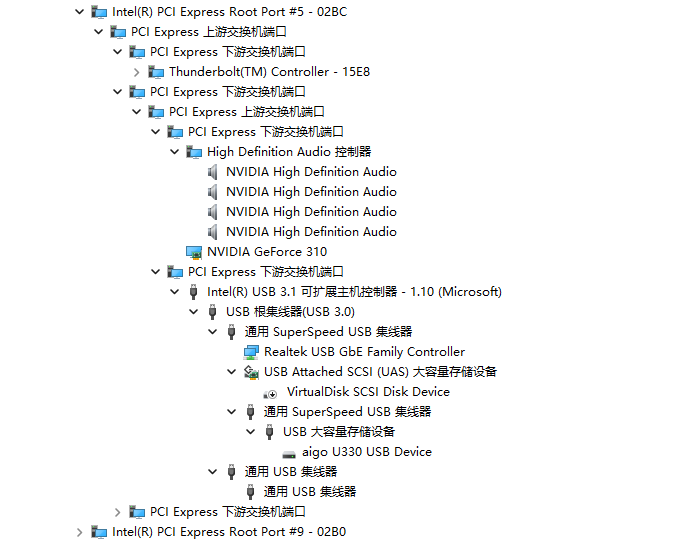 Intel(R) PCI Express Root Port #5 - 02BC
PCI Express 上游交换机端口
PCI Express 下游交换机端口
Thunderbolt(TM) Controller - 15E8
PCI Express 下游交换机端口
PCI Express 上游交换机端口
PCI Express 下游交换机端口
High Definition Audio 控制器
NVIDIA High Definition Audio
NVIDIA High Definition Audio
NVIDIA High Definition Audio
NVIDIA High Definition Audio
NVIDIA GeForce 310
PCI Express 下游交换机端口
Intel(R) USB 3.1 可扩展主机控制器 - 1.10 (Microsoft)
USB 根集线器(USB 3.0)
通用 SuperSpeed USB 集线器
Realtek USB GbE Family Controller
USB Attached SCSI (UAS) 大容量存储设备
VirtualDisk SCSI Disk Device
通用 SuperSpeed USB 集线器
USB 大容量存储设备
aigo U330 USB Device
通用 USB 集线器
通用 USB 集线器
PCI Express 下游交换机端口
Intel(R) PCI Express Root Port #9 - 02B0